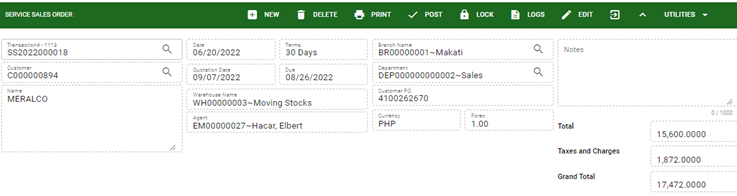 SERVICE SALES ORDER
NEW DELETE PRINT POST LOCK LOGS EDIT UTILITIES
Transaction# - 1113
SS2022000018
Date
06/20/2022
Terms
30 Days
Branch Name
BR00000001~Makati
Notes
Customer
C000000894
Quotation Date
09/07/2022
Due
08/26/2022
Department
DEP000000000002~Sales
Name
MERALCO
Warehouse Name
WH00000003~Moving Stocks
Customer PO
4100262670
0 / 1000
Agent
EM00000027~Hacar, Elbert
Currency
PHP
Forex
1.00
Total
15,600.0000
Taxes and Charges
1,872.0000
Grand Total
17,472.0000